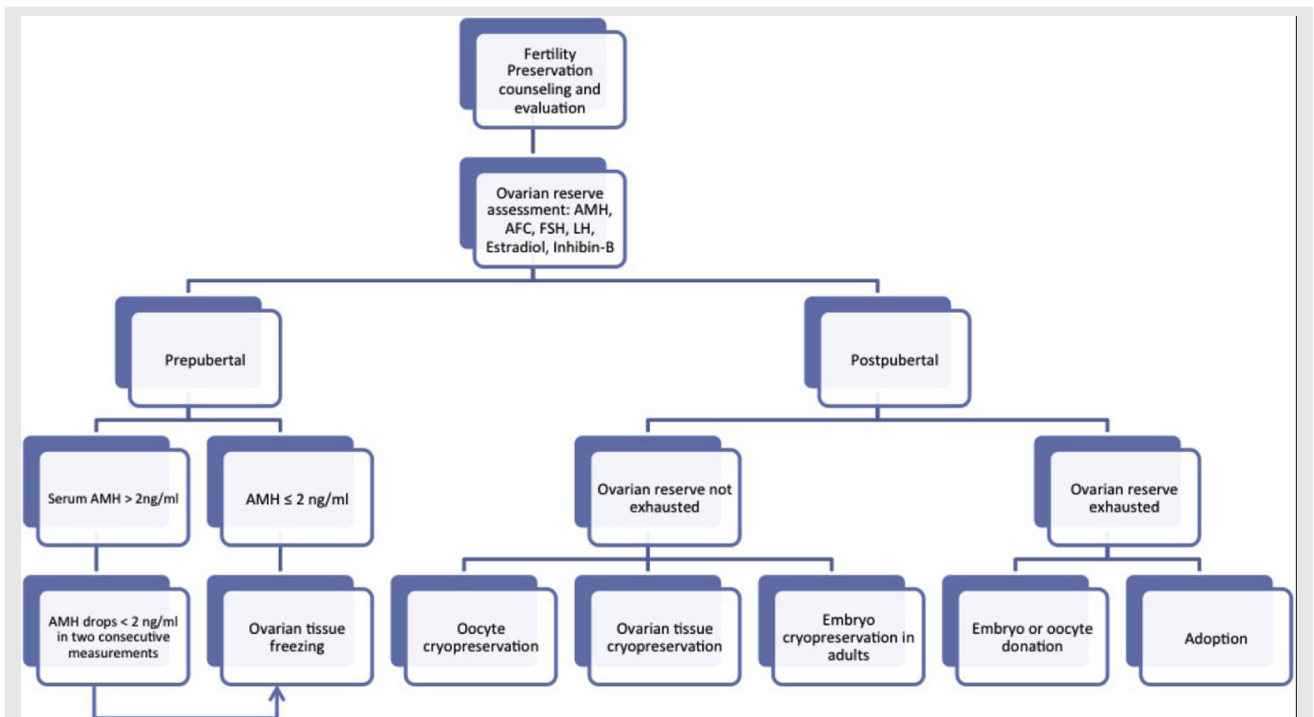 Fertility
Preservation
counseling and
evaluation
Ovarian reserve
assessment: AMH,
AFC, FSH, LH,
Estradiol, Inhibin-B
Prepubertal
Postpubertal
Serum AMH > 2ng/ml
AMH ≤ 2 ng/ml
Ovarian reserve not
exhausted
Ovarian reserve
exhausted
AMH drops < 2 ng/ml
in two consecutive
measurements
Ovarian tissue
freezing
Oocyte
cryopreservation
Ovarian tissue
cryopreservation
Embryo
cryopreservation in
adults
Embryo or oocyte
donation
Adoption